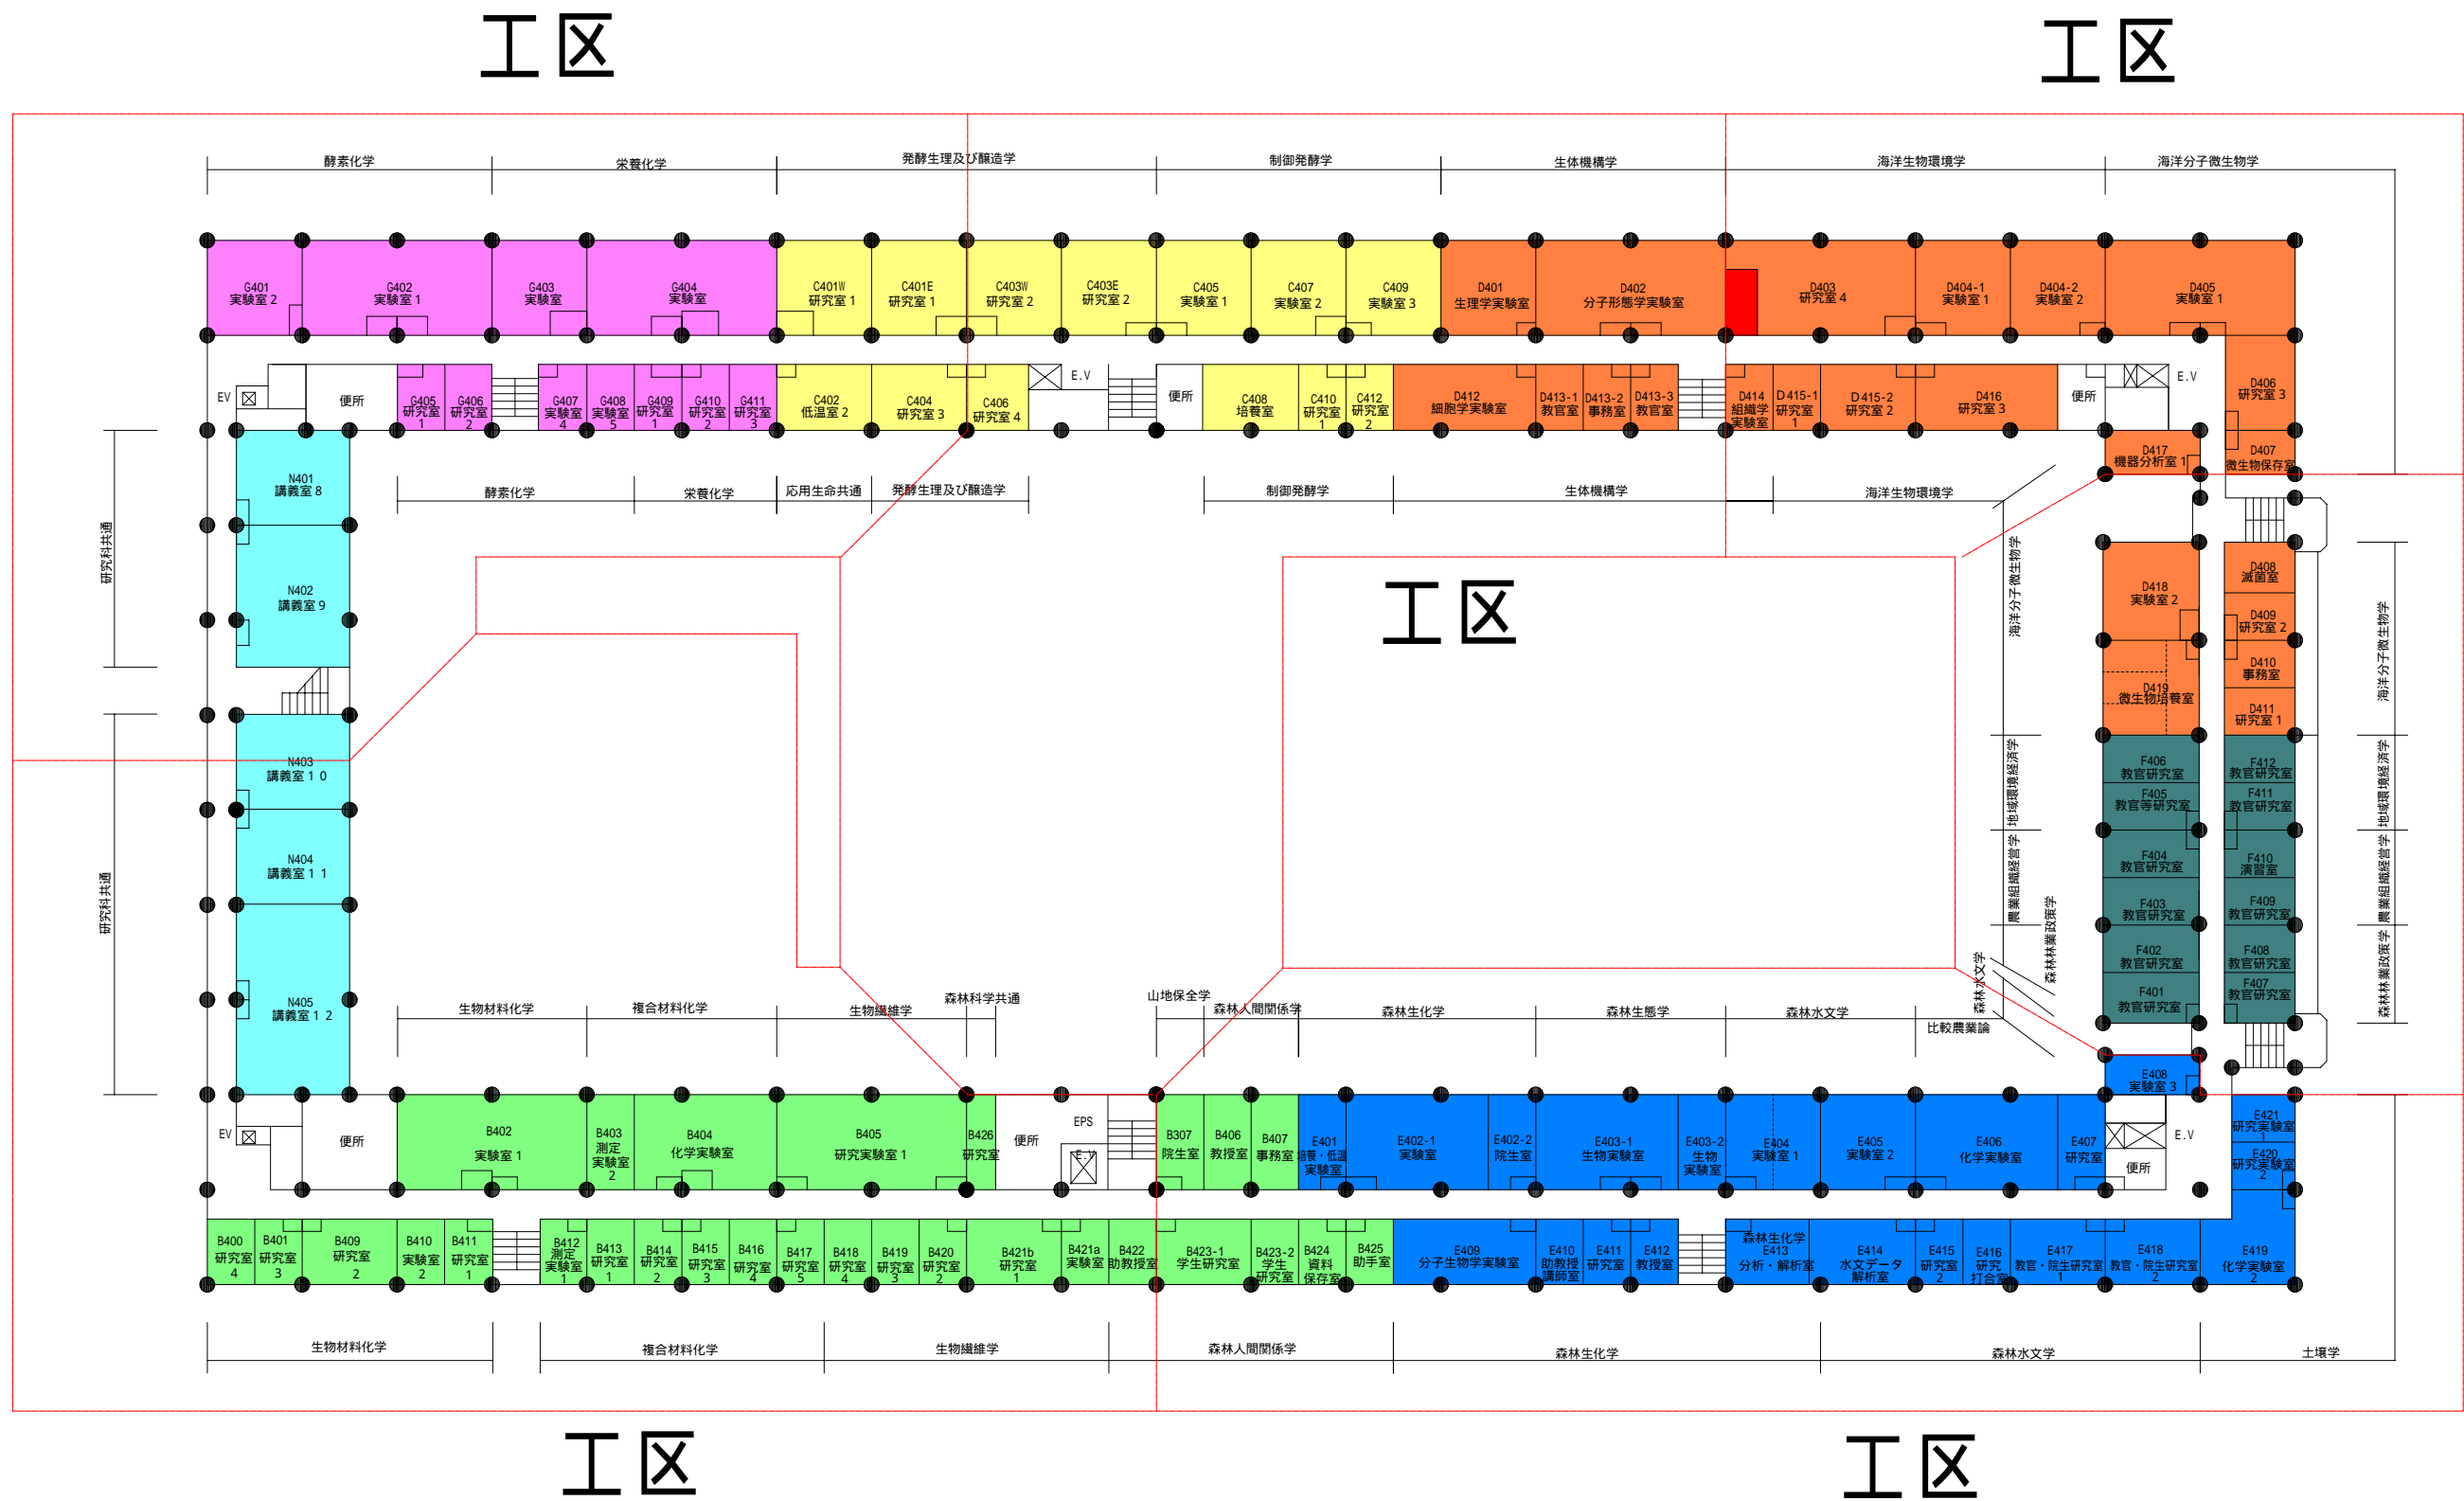 工区
工区
酵素化学
栄養化学
発酵生理及び醸造学
制御発酵学
生体機構学
海洋生物環境学
海洋分子微生物学
G401
実験室2
G402
実験室1
G403
実験室
G404
実験室
C401W
研究室1
C401E
研究室1
C403W
研究室2
C403E
研究室2
C405
実験室1
C407
実験室2
C409
実験室3
D401
生理学実験室
D402
分子形態学実験室
D403
研究室4
D404-1
実験室1
D404-2
実験室2
D405
実験室1
EV
便所
G405
研究室
1
G406
研究室
2
G407
実験室
4
G408
実験室
5
G409
研究室
1
G410
研究室
2
G411
研究室
3
C402
低温室2
C404
研究室3
C406
研究室4
E.V
便所
C408
培養室
C410
研究室
1
C412
研究室
2
D412
細胞学実験室
D413-1
教官室
D413-2
事務室
D413-3
教官室
D414
組織学
実験室
D415-1
研究室
1
D415-2
研究室2
D416
研究室3
便所
E.V
D406
研究室3
D417
機器分析室1
D407
微生物保存室
酵素化学
栄養化学
応用生命共通
発酵生理及び醸造学
制御発酵学
生体機構学
海洋生物環境学
研究科共通
N401
講義室8
N402
講義室9
N403
講義室10
N404
講義室11
N405
講義室12
研究科共通
工区
海洋分子微生物学
D418
実験室2
D419
微生物培養室
D408
滅菌室
D409
研究室2
D410
事務室
D411
研究室1
海洋分子微生物学
地域環境経済学
F406
教官研究室
F405
教官等研究室
F412
教官研究室
F411
教官研究室
地域環境経済学
農業組織経営学
F404
教官研究室
F403
教官研究室
F410
演習室
F409
教官研究室
農業組織経営学
森林水文学
森林林業政策学
F402
教官研究室
F401
教官研究室
F408
教官研究室
F407
教官研究室
森林林業政策学
生物材料化学
複合材料化学
生物繊維学
森林科学共通
山地保全学
森林人間関係学
森林生化学
森林生態学
森林水文学
比較農業論
EV
便所
B402
実験室1
B403
測定
実験室
2
B404
化学実験室
B405
研究実験室1
B426
研究室
便所
EPS
E.V
B307
院生室
B406
教授室
B407
事務室
E401
培養・低温
実験室
E402-1
実験室
E402-2
院生室
E403-1
生物実験室
E403-2
生物
実験室
E404
実験室1
E405
実験室2
E406
化学実験室
E407
研究室
E408
実験室3
便所
E.V
E421
研究実験室
1
E420
研究実験室
2
B400
研究室
4
B401
研究室
3
B409
研究室
2
B410
実験室
2
B411
研究室
1
B412
測定
実験室
1
B413
研究室
1
B414
研究室
2
B415
研究室
3
B416
研究室
4
B417
研究室
5
B418
研究室
4
B419
研究室
3
B420
研究室
2
B421b
研究室
1
B421a
実験室
B422
助教授室
B423-1
学生研究室
B423-2
学生
研究室
B424
資料
保存室
B425
助手室
E409
分子生物学実験室
E410
助教授
講師室
E411
研究室
E412
教授室
森林生化学
E413
分析・解析室
E414
水文データ
解析室
E415
研究室
2
E416
研究
打合室
E417
教官・院生研究室
1
E418
教官・院生研究室
2
E419
化学実験室
2
生物材料化学
複合材料化学
生物繊維学
森林人間関係学
森林生化学
森林水文学
土壌学
工区
工区